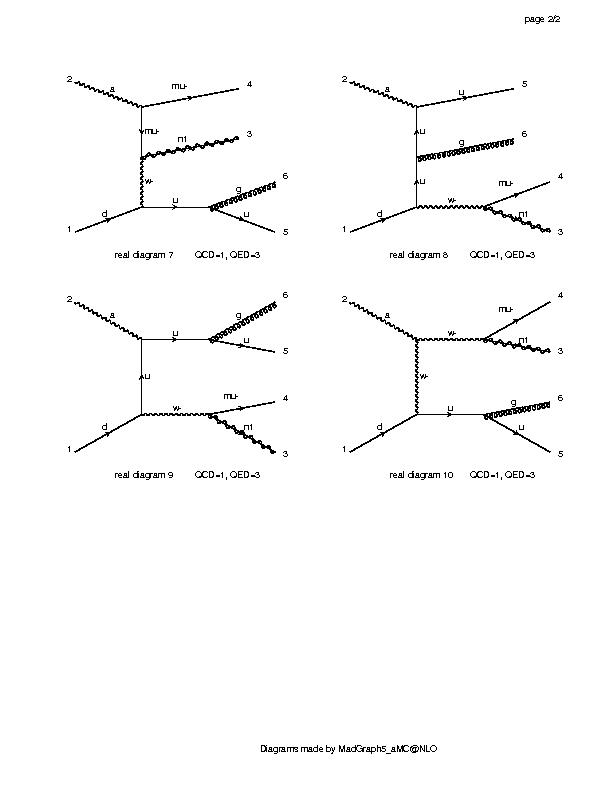 page 2/2
2 a mu- 4
mu-
n1 3
w-
6
g
d u u
1 5
real diagram 7 QCD=1, QED=3
2 a u 5
u
g 6
u
mu- 4
d w- n1
1 3
real diagram 8 QCD=1, QED=3
2 a 6
g
u u
5
u
mu- 4
d w- n1
1 3
real diagram 9 QCD=1, QED=3
2 a mu- 4
w- n1
3
w-
g 6
d u u
1 5
real diagram 10 QCD=1, QED=3
Diagrams made by MadGraph5_aMC@NLO